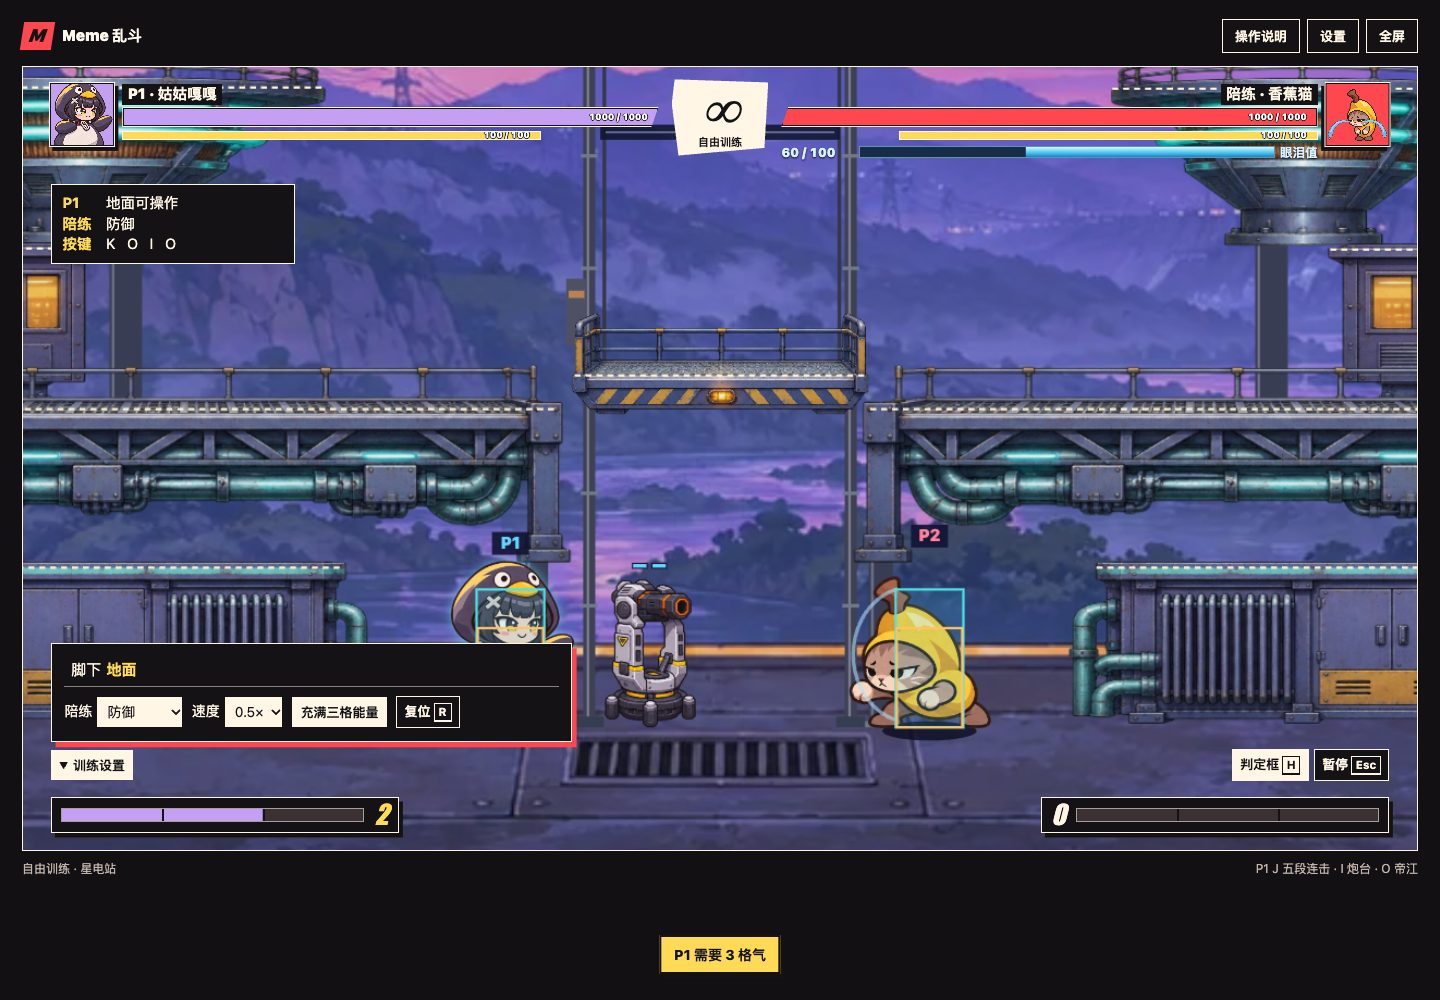 M Meme 乱斗
操作说明 设置 全屏
P1 · 姑姑嘎嘎
1000 / 1000
100 / 100
∞
自由训练
陪练 · 香蕉猫
1000 / 1000
100 / 100
60 / 100 眼泪值
P1 地面可操作
陪练 防御
按键 K O I O
P1
P2
脚下 地面
陪练 防御 速度 0.5× 充满三格能量 复位 R
▼ 训练设置
判定框 H 暂停 Esc
2
0
自由训练 · 星电站
P1 J 五段连击 · I 炮台 · O 帝江
P1 需要 3 格气